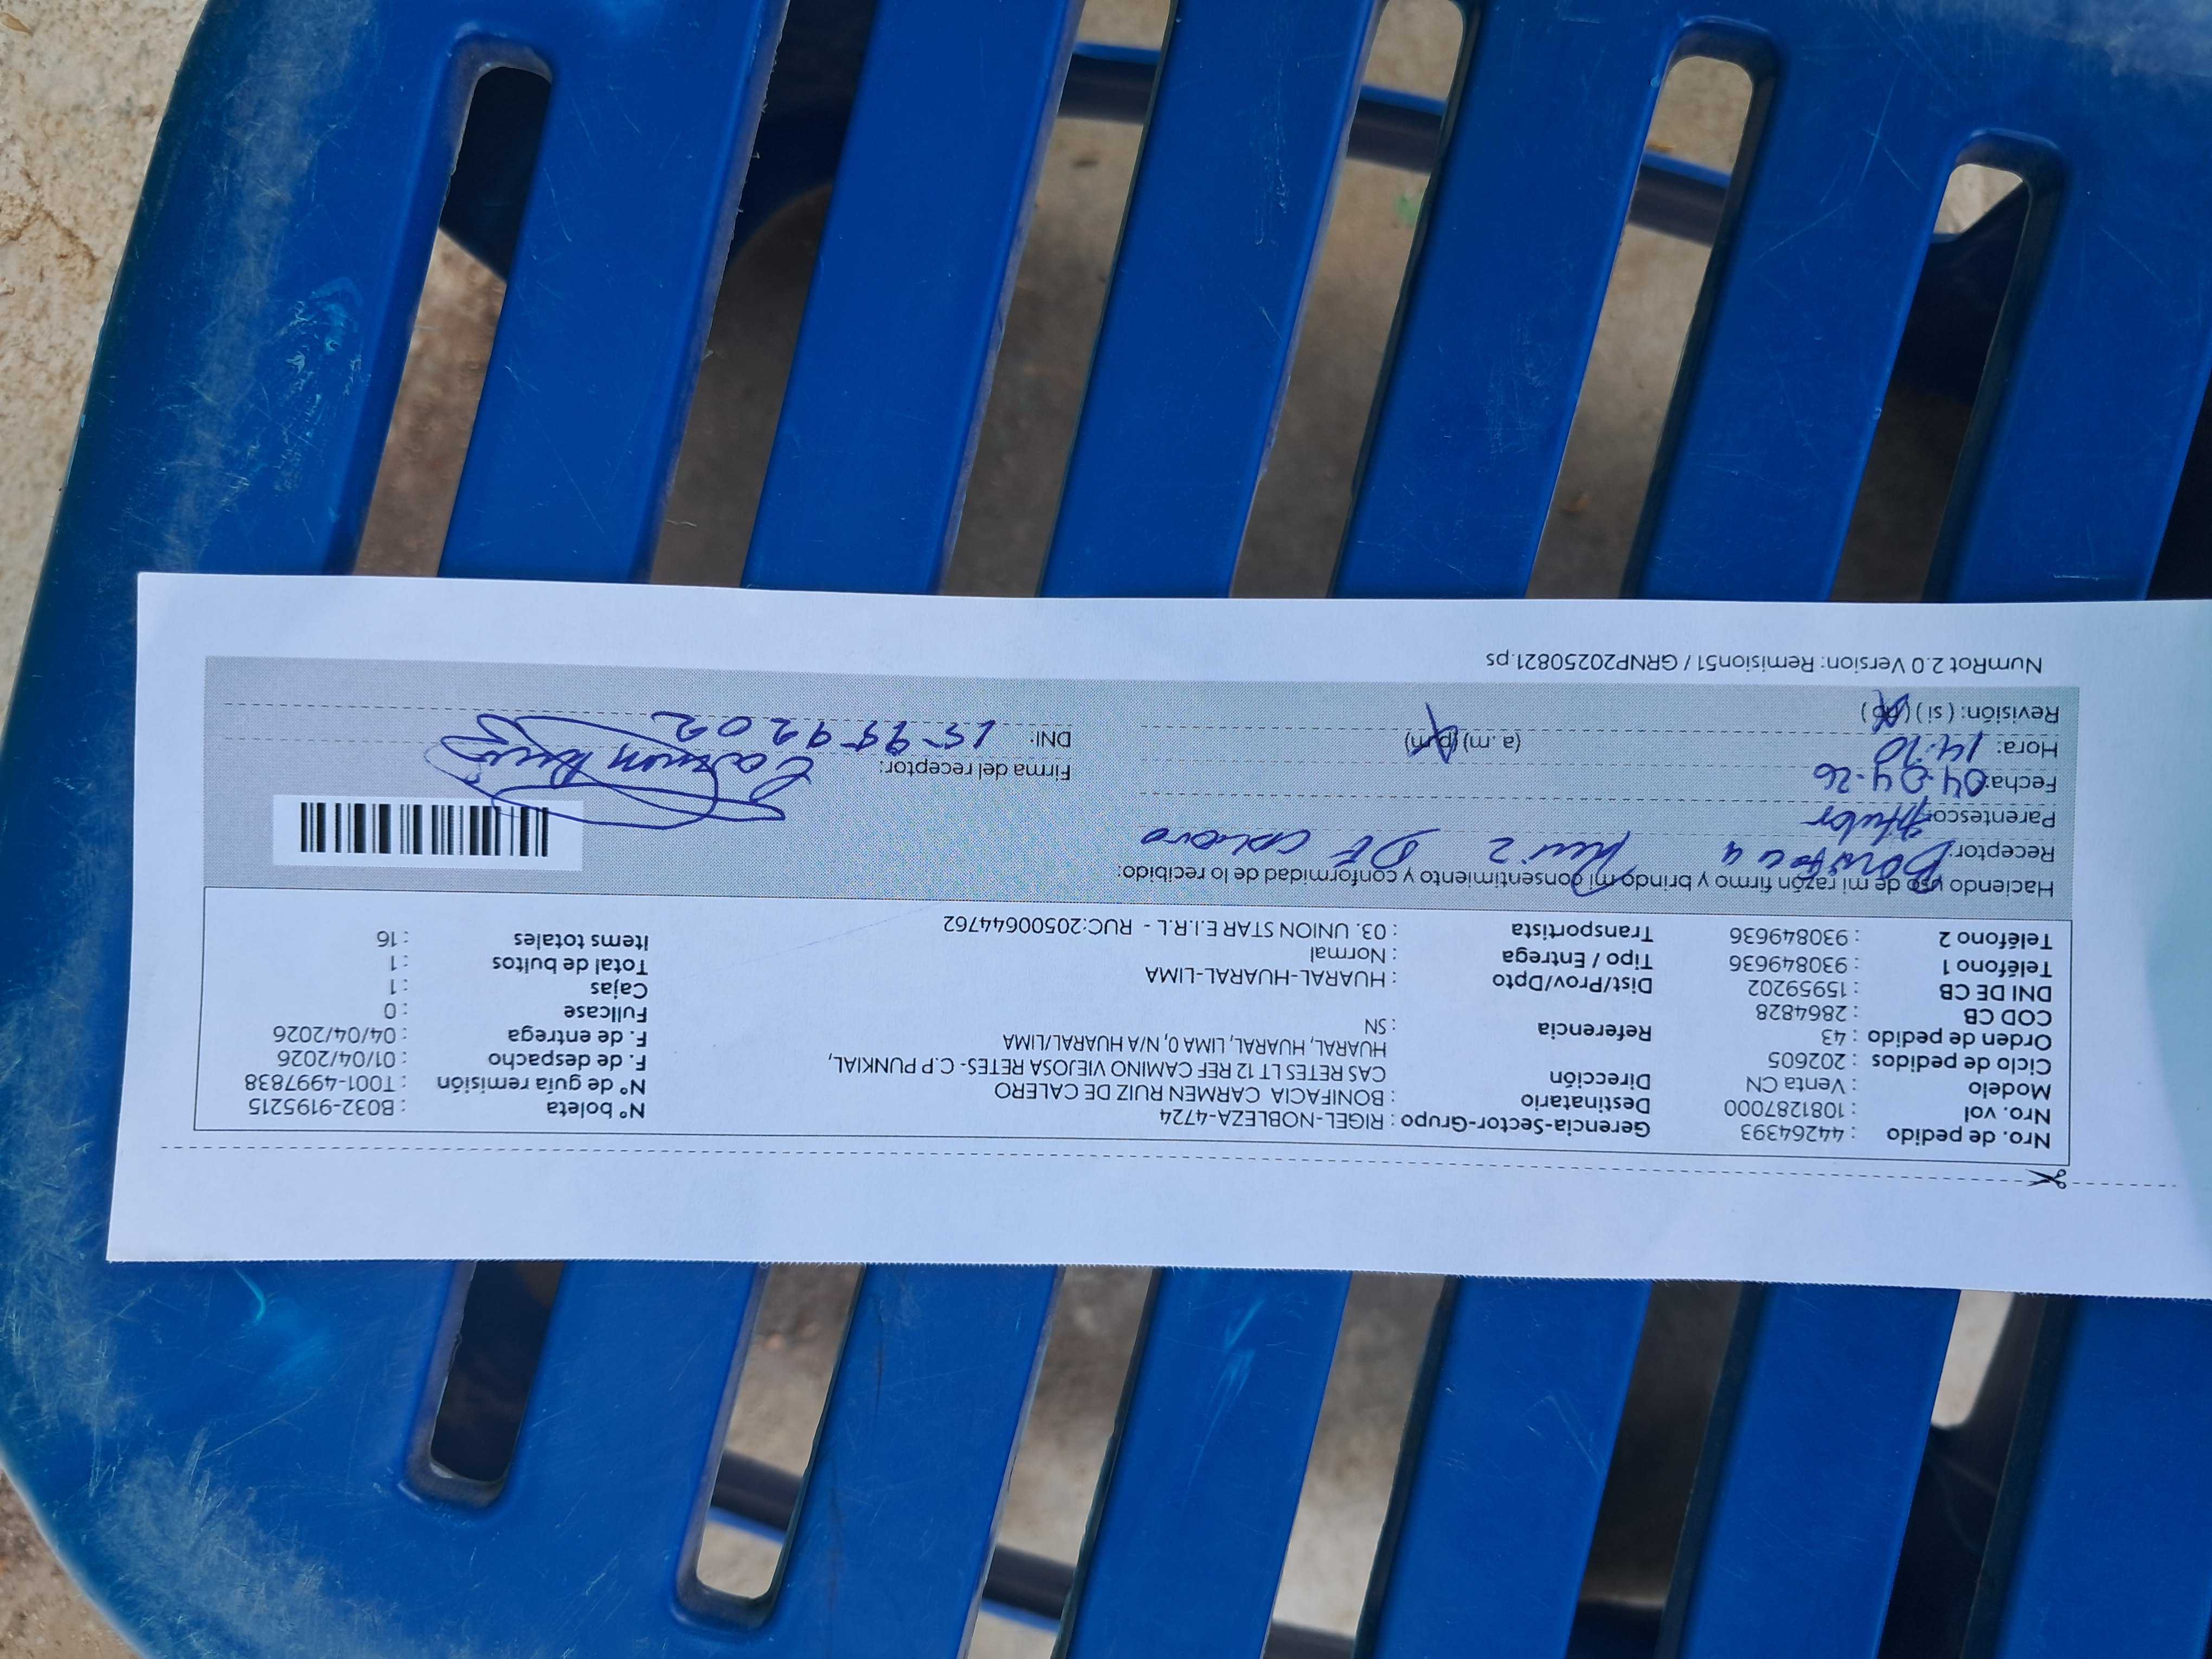 Nro. de pedido : 44264393 Gerencia-Sector-Grupo : RIGEL-NOBLEZA-4724 N° boleta : B032-9195215
Nro. vol : 1081287000 Destinatario : BONIFACIA CARMEN RUIZ DE CALERO N° de guía remisión : T001-4997838
Modelo : Venta CN Dirección CAS RETES LT 12 REF CAMINO VIEJOSA RETES- C.P PUNKIAL, F. de despacho : 01/04/2026
Ciclo de pedidos : 202605 HUARAL, HUARAL, LIMA 0, N/A HUARAL/LIMA F. de entrega : 04/04/2026
Orden de pedido : 43 Referencia : SN Fullcase : 0
COD CB : 2864828 Cajas : 1
DNI DE CB : 15959202 Dist/Prov/Dpto : HUARAL-HUARAL-LIMA Total de bultos : 1
Teléfono 1 : 930849636 Tipo / Entrega : Normal Items totales : 16
Teléfono 2 : 930849636 Transportista : 03. UNION STAR E.I.R.L - RUC:20500644762
Haciendo uso de mi razón firmo y brindo mi consentimiento y conformidad de lo recibido:
Receptor: Ruiz DE
Parentesco: titular
Fecha: 04.04.26 Firma del receptor: Carmen Ruiz
Hora: 14:10 (a.m) (p.m) DNI:
Revisión: ( si ) ( no )
NumRot 2.0 Version: Remision51 / GRNP20250821.ps